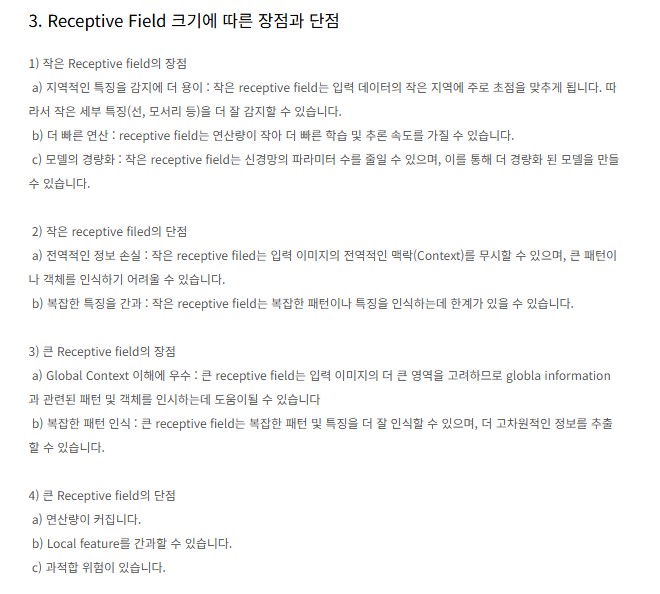 3. Receptive Field 크기에 따른 장점과 단점
1) 작은 Receptive field의 장점
a) 지역적인 특징을 감지에 더 용이 : 작은 receptive field는 입력 데이터의 작은 지역에 주로 초점을 맞추게 됩니다. 따
라서 작은 세부 특징(선, 모서리 등)을 더 잘 감지할 수 있습니다.
b) 더 빠른 연산 : receptive field는 연산량이 작아 더 빠른 학습 및 추론 속도를 가질 수 있습니다.
c) 모델의 경량화 : 작은 receptive field는 신경망의 파라미터 수를 줄일 수 있으며, 이를 통해 더 경량화 된 모델을 만들
수 있습니다.
2) 작은 receptive filed의 단점
a) 전역적인 정보 손실 : 작은 receptive filed는 입력 이미지의 전역적인 맥락(Context)를 무시할 수 있으며, 큰 패턴이
나 객체를 인식하기 어려울 수 있습니다.
b) 복잡한 특징을 간과 : 작은 receptive field는 복잡한 패턴이나 특징을 인식하는데 한계가 있을 수 있습니다.
3) 큰 Receptive field의 장점
a) Global Context 이해에 우수 : 큰 receptive field는 입력 이미지의 더 큰 영역을 고려하므로 globla information
과 관련된 패턴 및 객체를 인시하는데 도움이될 수 있습니다
b) 복잡한 패턴 인식 : 큰 receptive field는 복잡한 패턴 및 특징을 더 잘 인식할 수 있으며, 더 고차원적인 정보를 추출
할 수 있습니다.
4) 큰 Receptive field의 단점
a) 연산량이 커집니다.
b) Local feature를 간과할 수 있습니다.
c) 과적합 위험이 있습니다.